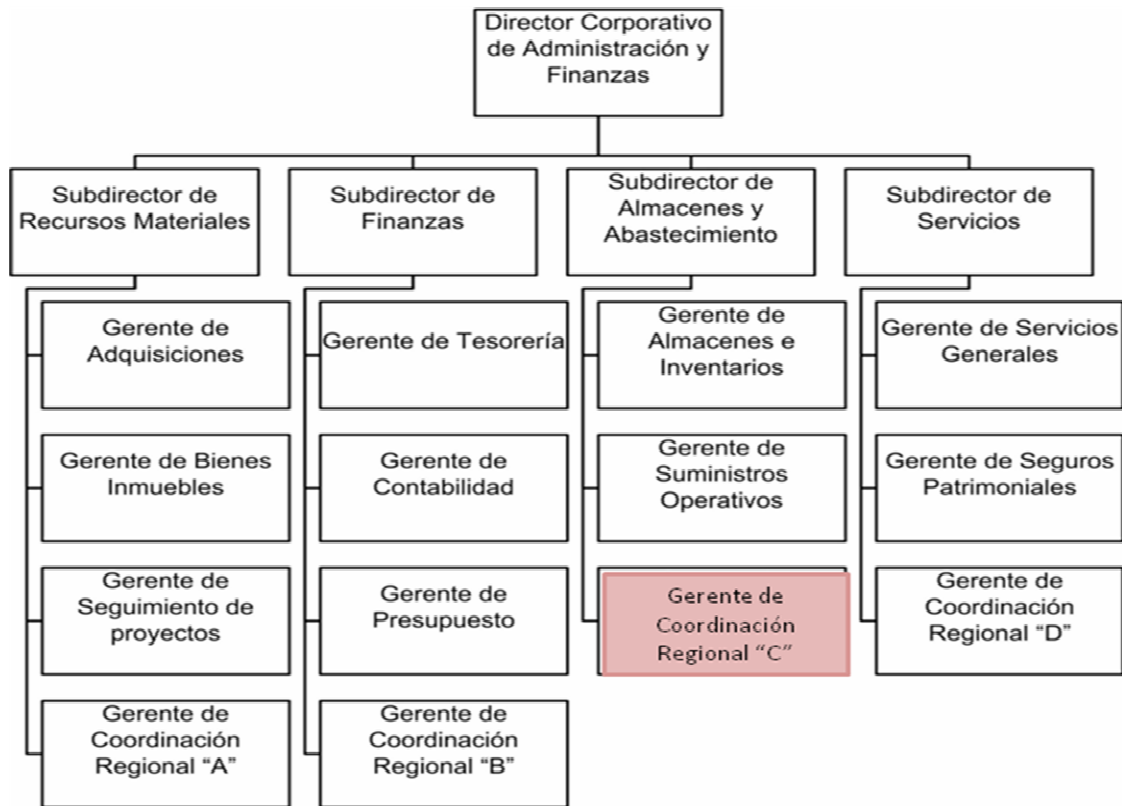 Director Corporativo
de Administración y
Finanzas
Subdirector de
Recursos Materiales
Subdirector de
Finanzas
Subdirector de
Almacenes y
Abastecimiento
Subdirector de
Servicios
Gerente de
Adquisiciones
Gerente de Tesorería
Gerente de
Almacenes e
Inventarios
Gerente de Servicios
Generales
Gerente de Bienes
Inmuebles
Gerente de
Contabilidad
Gerente de
Suministros
Operativos
Gerente de Seguros
Patrimoniales
Gerente de
Seguimiento de
proyectos
Gerente de
Presupuesto
Gerente de
Coordinación
Regional “C”
Gerente de
Coordinación
Regional “D”
Gerente de
Coordinación
Regional “A”
Gerente de
Coordinación
Regional “B”